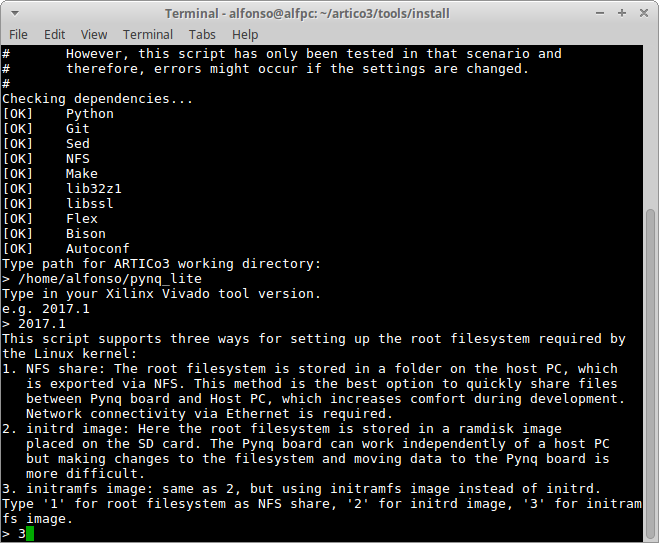 Terminal - alfonso@alfpc: ~/artico3/tools/install
File Edit View Terminal Tabs Help
#       However, this script has only been tested in that scenario and
#       therefore, errors might occur if the settings are changed.
#
Checking dependencies...
[OK]    Python
[OK]    Git
[OK]    Sed
[OK]    NFS
[OK]    Make
[OK]    lib32z1
[OK]    libssl
[OK]    Flex
[OK]    Bison
[OK]    Autoconf
Type path for ARTICo3 working directory:
> /home/alfonso/pynq_lite
Type in your Xilinx Vivado tool version.
e.g. 2017.1
> 2017.1
This script supports three ways for setting up the root filesystem required by
the Linux kernel:
1. NFS share: The root filesystem is stored in a folder on the host PC, which
   is exported via NFS. This method is the best option to quickly share files
   between Pynq board and Host PC, which increases comfort during development.
   Network connectivity via Ethernet is required.
2. initrd image: Here the root filesystem is stored in a ramdisk image
   placed on the SD card. The Pynq board can work independently of a host PC
   but making changes to the filesystem and moving data to the Pynq board is
   more difficult.
3. initramfs image: same as 2, but using initramfs image instead of initrd.
Type '1' for root filesystem as NFS share, '2' for initrd image, '3' for initram
fs image.
> 3